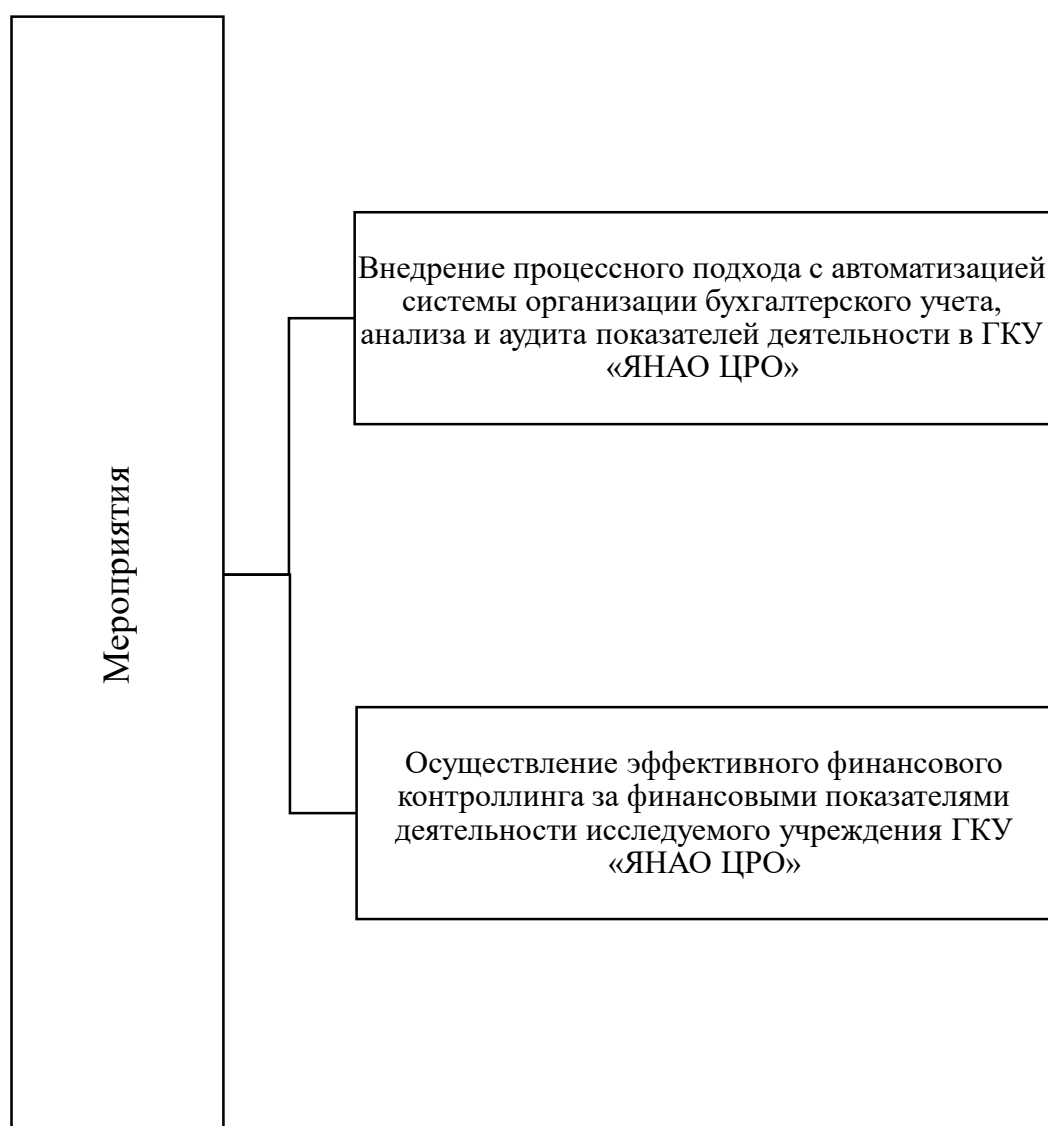 Мероприятия
Внедрение процессного подхода с автоматизацией
системы организации бухгалтерского учета,
анализа и аудита показателей деятельности в ГКУ
«ЯНАО ЦРО»
Осуществление эффективного финансового
контроллинга за финансовыми показателями
деятельности исследуемого учреждения ГКУ
«ЯНАО ЦРО»